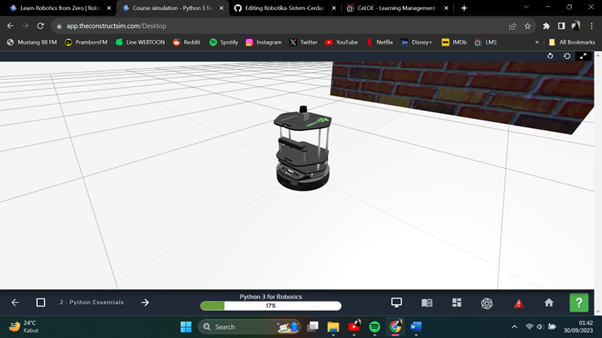 Learn Robotics from Zero | Robo
Course simulation - Python 3 fo
Editing Robotika-Sistem-Cerda
CeLOE - Learning Management
app.theconstructsim.com/Desktop
Mustang 88 FM
PramborsFM
Line WEBTOON
Reddit
Spotify
Instagram
Twitter
YouTube
Netflix
Disney+
IMDb
LMS
»
All Bookmarks
2 - Python Essentials
Python 3 for Robotics
17%
?
24°C
Kabut
Search
01:42
30/09/2023